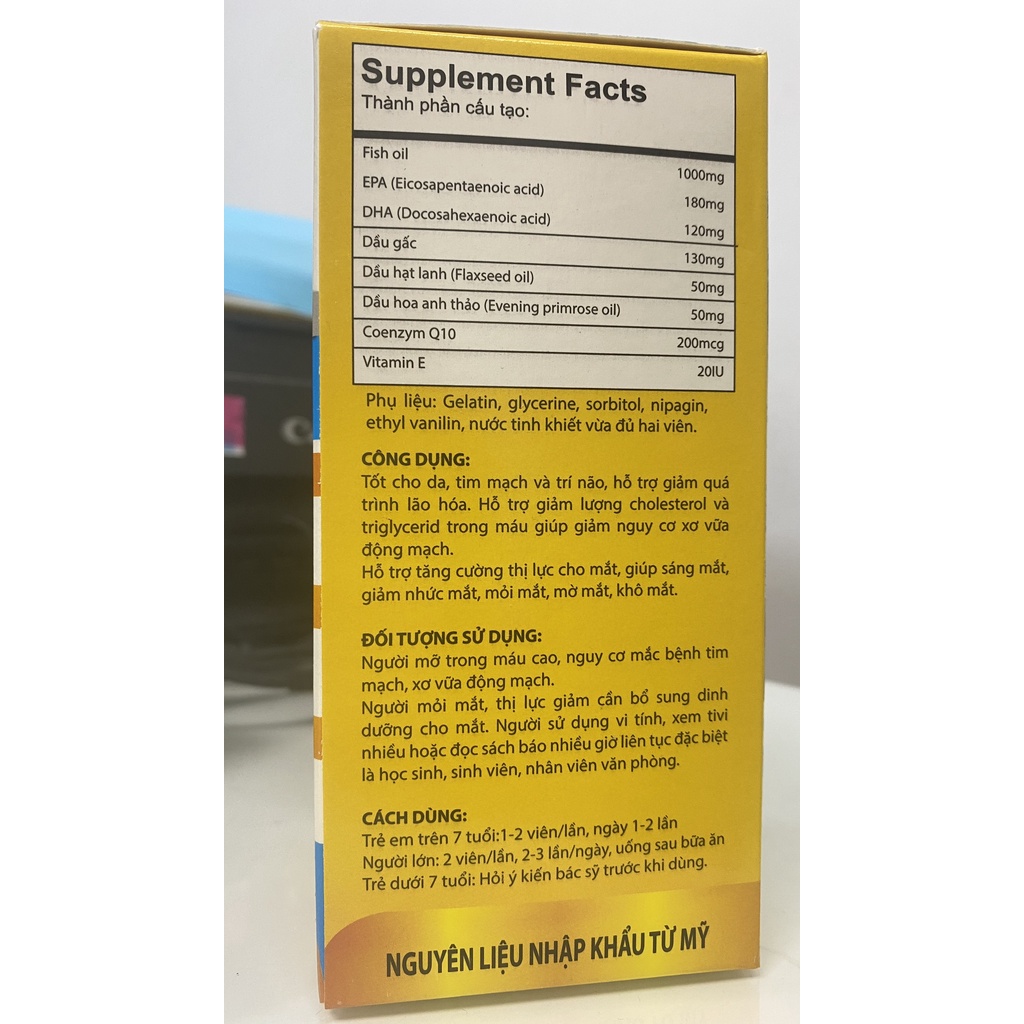 Supplement Facts
Thành phần cấu tạo:
Fish oil 1000mg
EPA (Eicosapentaenoic acid) 180mg
DHA (Docosahexaenoic acid) 120mg
Dầu gấc 130mg
Dầu hạt lanh (Flaxseed oil) 50mg
Dầu hoa anh thảo (Evening primrose oil) 50mg
Coenzym Q10 200mcg
Vitamin E 20IU
Phụ liệu: Gelatin, glycerine, sorbitol, nipagin,
ethyl vanilin, nước tinh khiết vừa đủ hai viên.
CÔNG DỤNG:
Tốt cho da, tim mạch và trí não, hỗ trợ giảm quá
trình lão hóa. Hỗ trợ giảm lượng cholesterol và
triglycerid trong máu giúp giảm nguy cơ xơ vữa
động mạch.
Hỗ trợ tăng cường thị lực cho mắt, giúp sáng mắt,
giảm nhức mắt, mỏi mắt, mờ mắt, khô mắt.
ĐỐI TƯỢNG SỬ DỤNG:
Người mỡ trong máu cao, nguy cơ mắc bệnh tim
mạch, xơ vữa động mạch.
Người mỏi mắt, thị lực giảm cần bổ sung dinh
dưỡng cho mắt. Người sử dụng vi tính, xem tivi
nhiều hoặc đọc sách báo nhiều giờ liên tục đặc biệt
là học sinh, sinh viên, nhân viên văn phòng.
CÁCH DÙNG:
Trẻ em trên 7 tuổi:1-2 viên/lần, ngày 1-2 lần
Người lớn: 2 viên/lần, 2-3 lần/ngày, uống sau bữa ăn
Trẻ dưới 7 tuổi: Hỏi ý kiến bác sỹ trước khi dùng.
NGUYÊN LIỆU NHẬP KHẨU TỪ MỸ